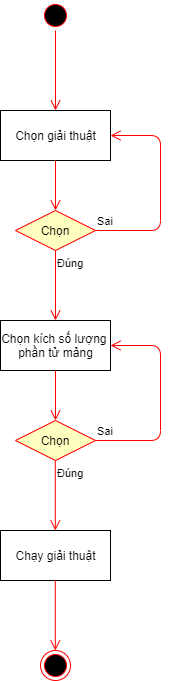 Chọn giải thuật
Chọn
Sai
Đúng
Chọn kích số lượng
phần tử mảng
Chọn
Sai
Đúng
Chạy giải thuật